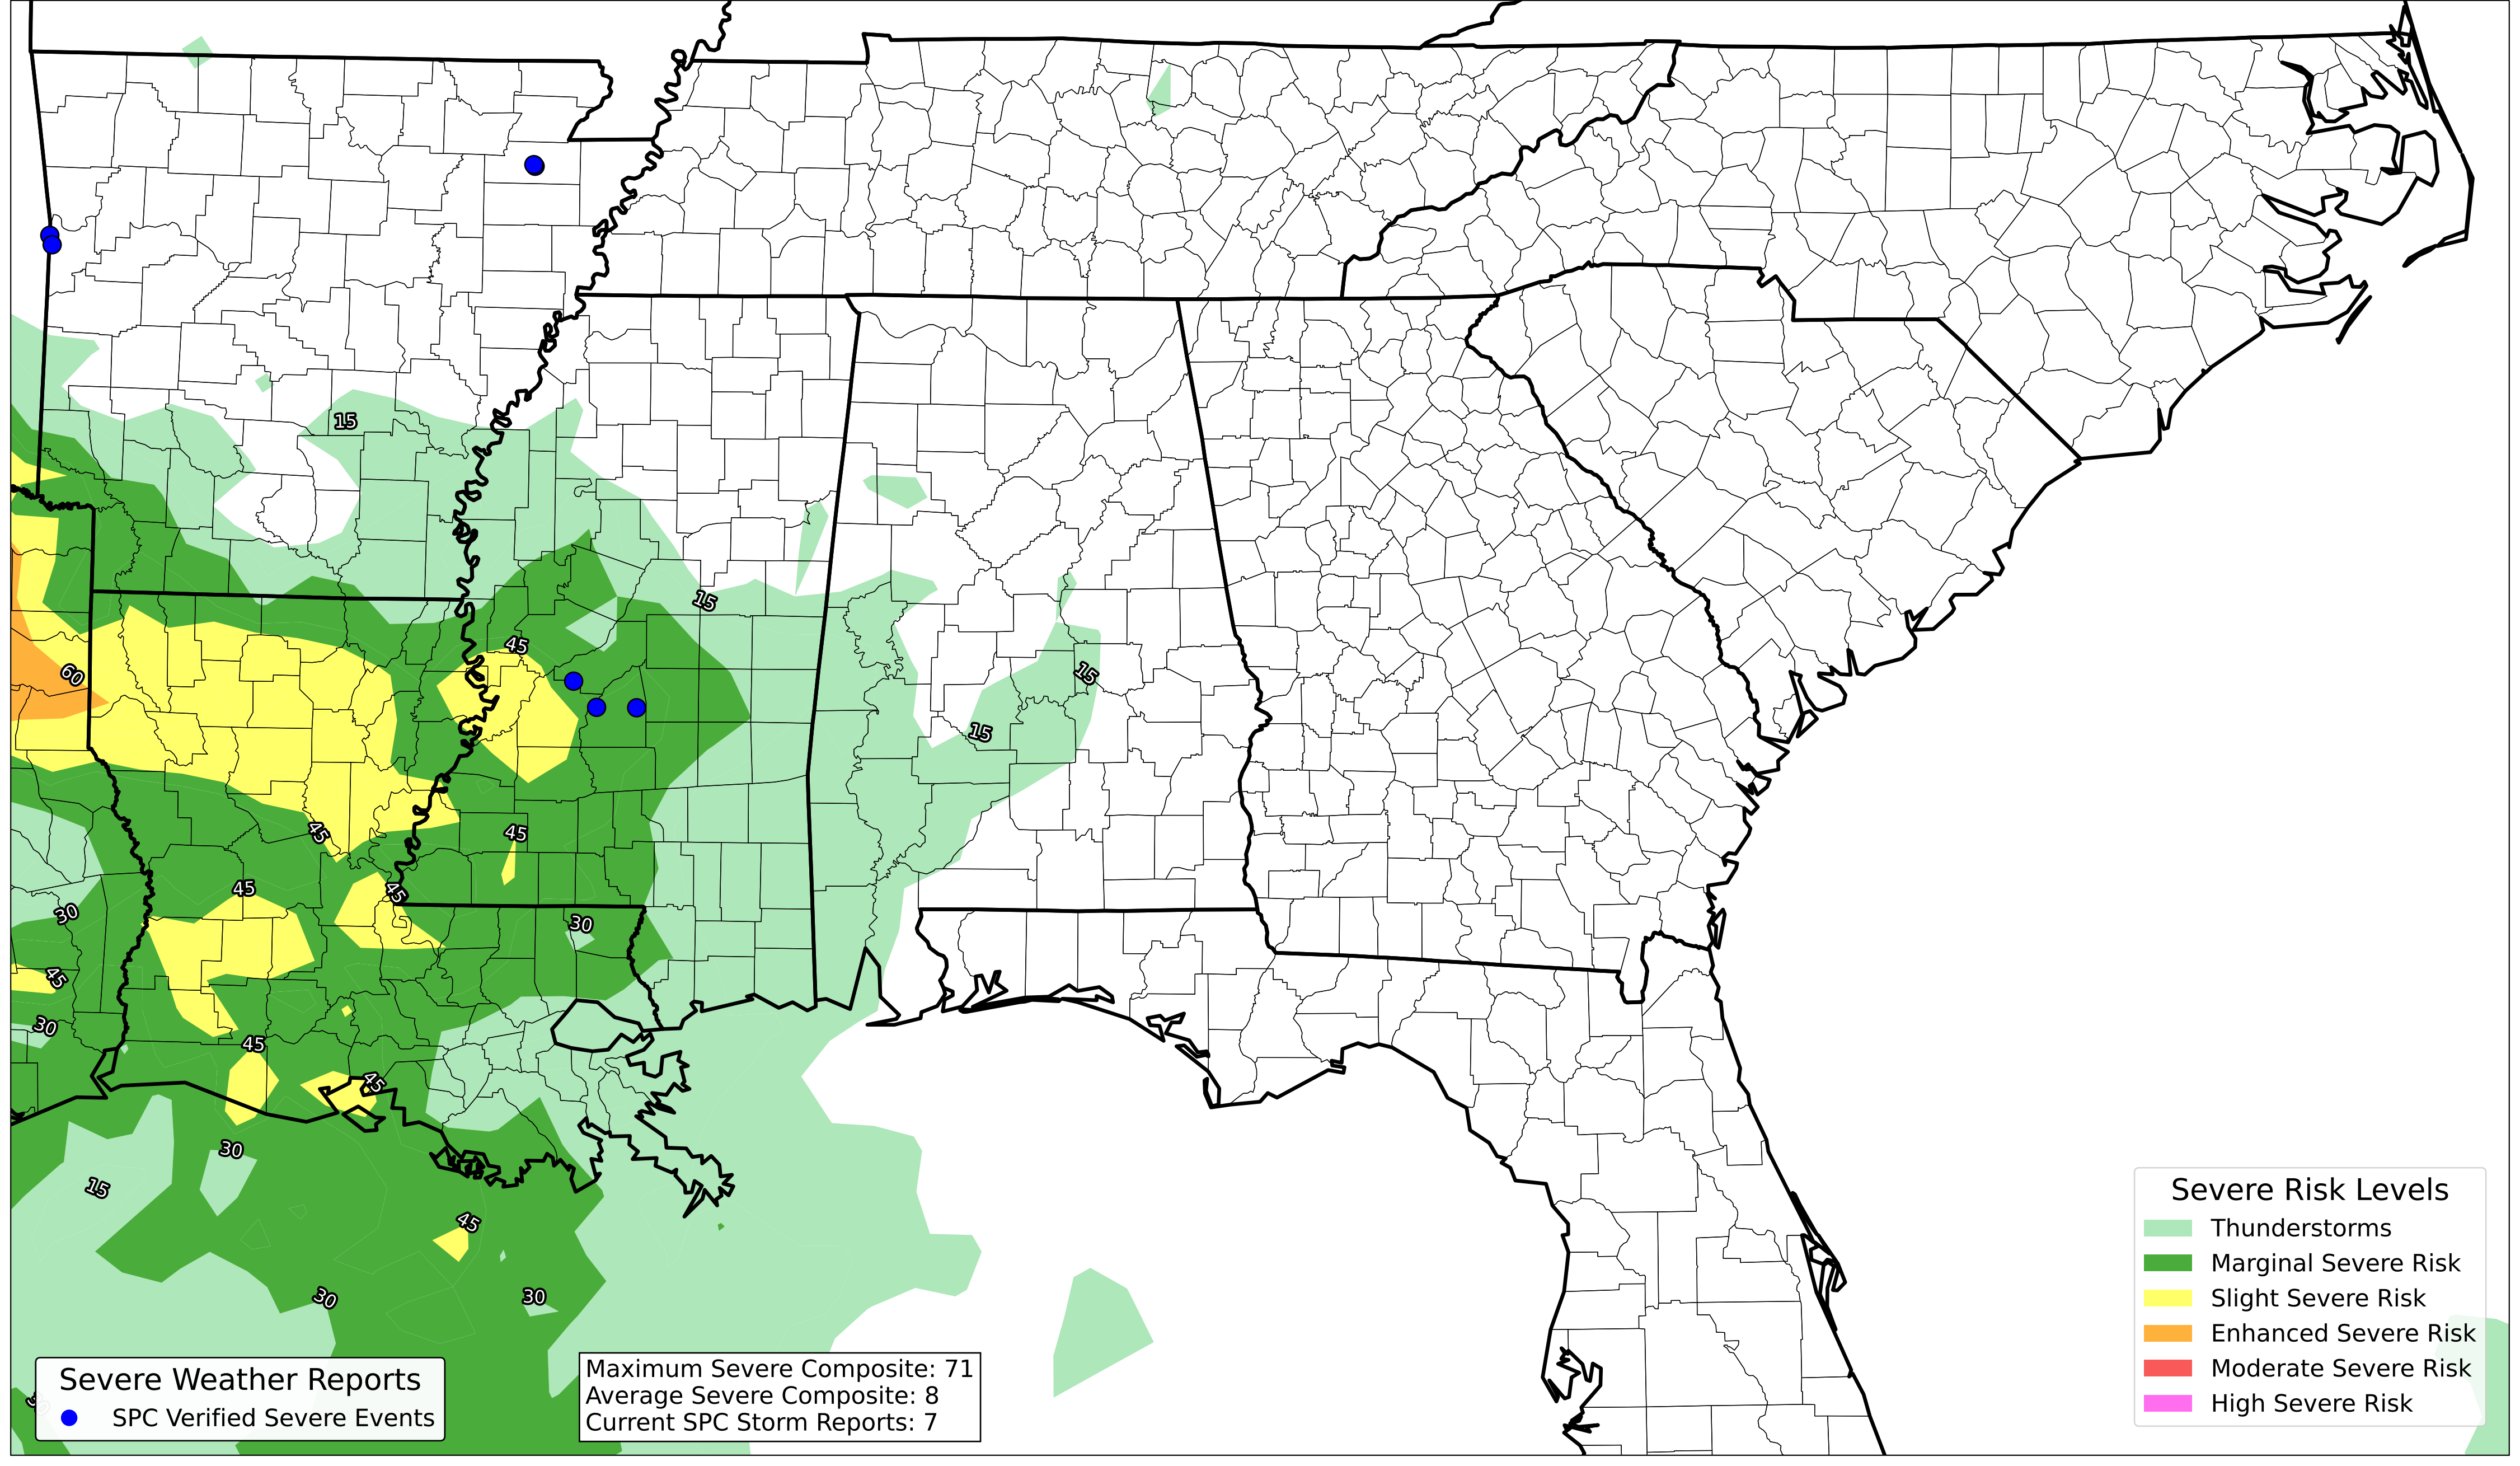 15
15
45
60
15
15
45
45
45
45
30
30
45
30
45
45
30
15
45
30
30
Severe Risk Levels
Thunderstorms
Marginal Severe Risk
Slight Severe Risk
Enhanced Severe Risk
Moderate Severe Risk
High Severe Risk
Severe Weather Reports
SPC Verified Severe Events
Maximum Severe Composite: 71
Average Severe Composite: 8
Current SPC Storm Reports: 7